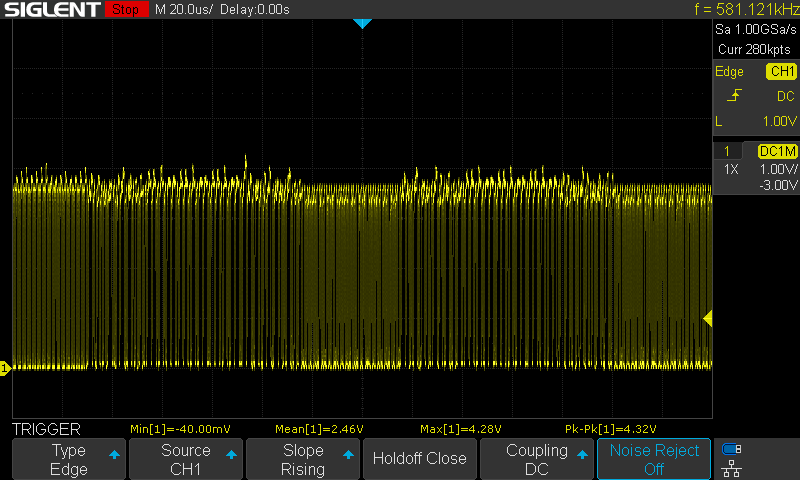 SIGLENT Stop M 20.0us/ Delay:0.00s f = 581.121kHz
Sa 1.00GSa/s
Curr 280kpts
Edge CH1
DC
L 1.00V
1 DC1M
1X 1.00V/
-3.00V
1
TRIGGER Min[1]=-40.00mV Mean[1]=2.46V Max[1]=4.28V Pk-Pk[1]=4.32V
Type Source Slope Holdoff Close Coupling Noise Reject
Edge CH1 Rising DC Off